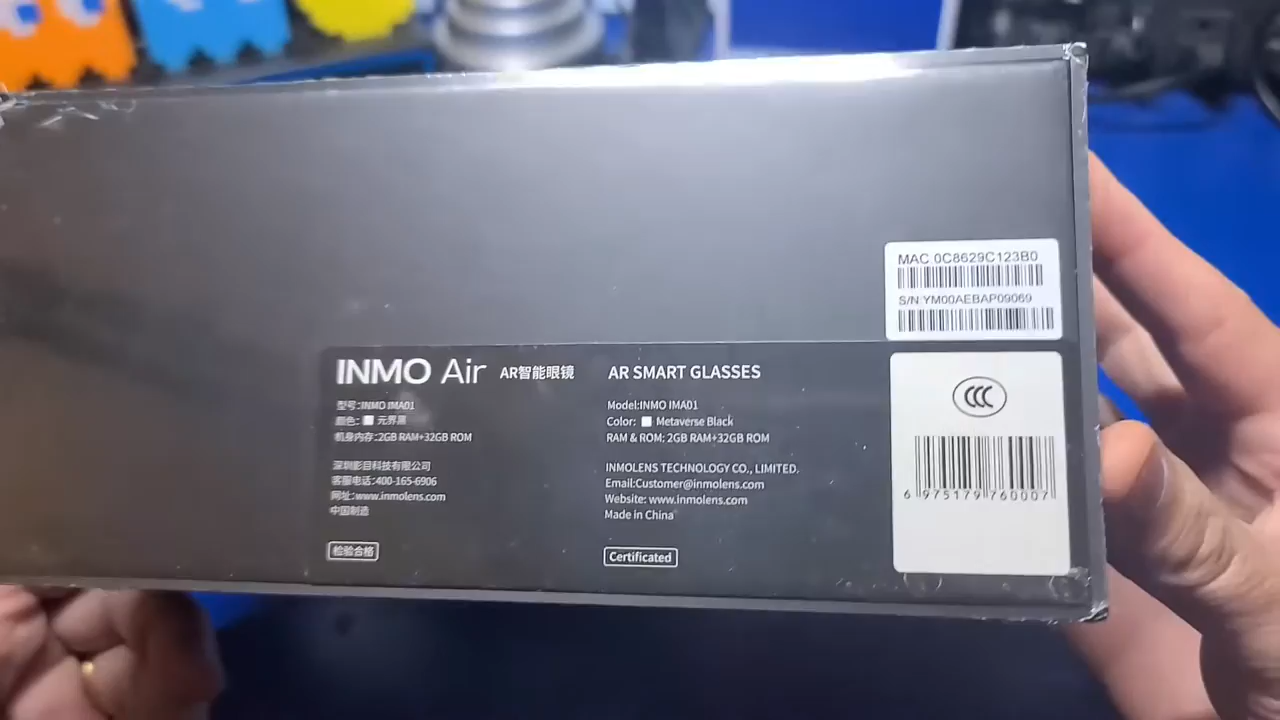 MAC 0C8629C123B0
S/N YM00AEBAP09069
INMO Air AR智能眼镜
型号:INMO IMA01
颜色: 元界黑
机身内存:2GB RAM+32GB ROM
深圳影目科技有限公司
客服电话:400-165-6906
网址:www.inmolens.com
中国制造
检验合格
AR SMART GLASSES
Model:INMO IMA01
Color: Metaverse Black
RAM & ROM: 2GB RAM+32GB ROM
INMOLENS TECHNOLOGY CO., LIMITED.
Email:Customer@inmolens.com
Website: www.inmolens.com
Made in China
Certificated
CCC
6 975179 760007